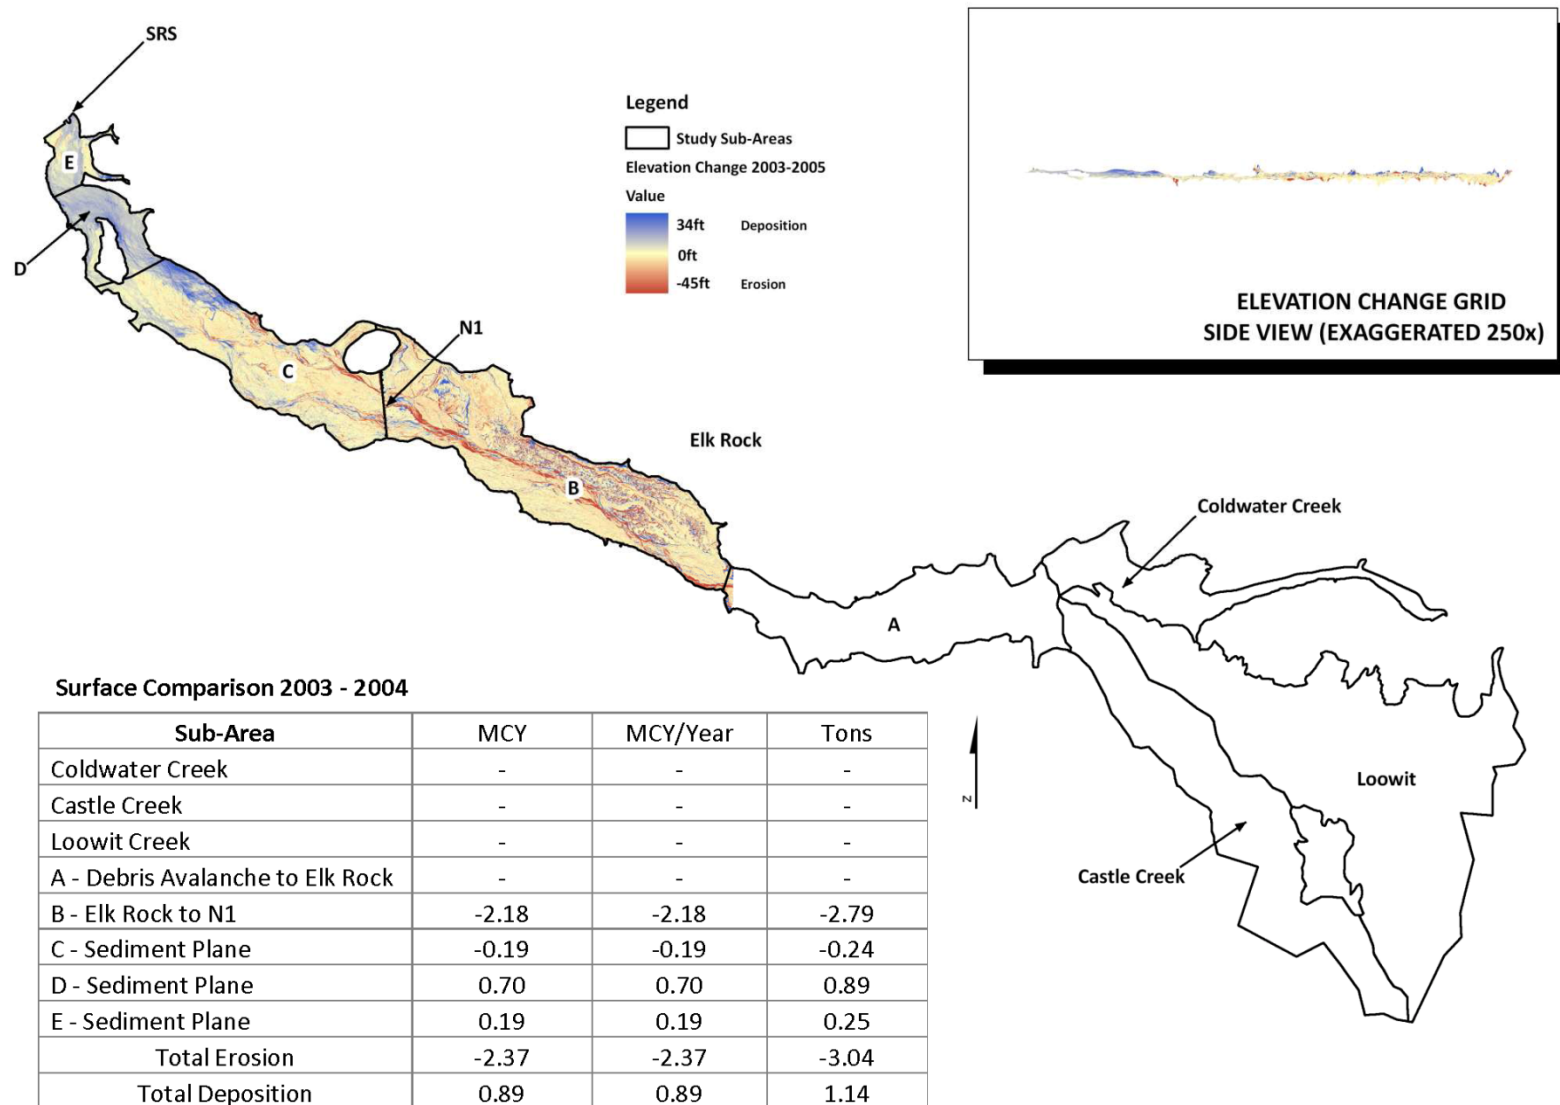 SRS
E
D
C
N1
B
Elk Rock
A
Legend
Study Sub-Areas
Elevation Change 2003-2005
Value
34ft Deposition
0ft
-45ft Erosion
ELEVATION CHANGE GRID
SIDE VIEW (EXAGGERATED 250x)
Coldwater Creek
Loowit
Castle Creek
z
Surface Comparison 2003 - 2004
Sub-Area MCY MCY/Year Tons
Coldwater Creek - - -
Castle Creek - - -
Loowit Creek - - -
A - Debris Avalanche to Elk Rock - - -
B - Elk Rock to N1 -2.18 -2.18 -2.79
C - Sediment Plane -0.19 -0.19 -0.24
D - Sediment Plane 0.70 0.70 0.89
E - Sediment Plane 0.19 0.19 0.25
Total Erosion -2.37 -2.37 -3.04
Total Deposition 0.89 0.89 1.14